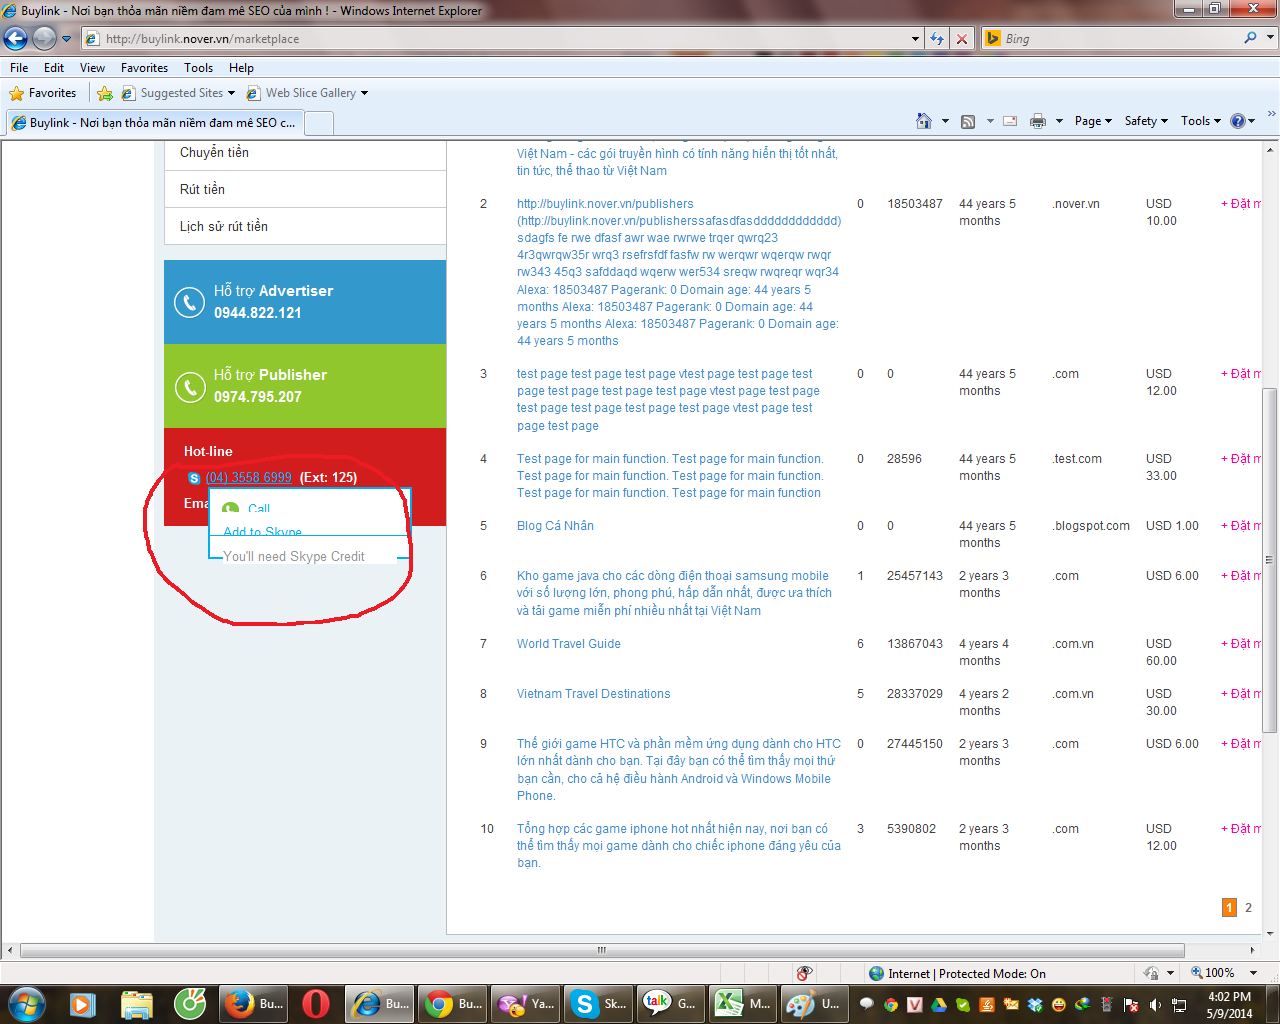 Buylink - Nơi bạn thỏa mãn niềm đam mê SEO của mình ! - Windows Internet Explorer
http://buylink.nover.vn/marketplace
Bing
File Edit View Favorites Tools Help
Favorites Suggested Sites Web Slice Gallery
Buylink - Nơi bạn thỏa mãn niềm đam mê SEO c...
Page Safety Tools
Chuyển tiền
Rút tiền
Lịch sử rút tiền
Hỗ trợ Advertiser
0944.822.121
Hỗ trợ Publisher
0974.795.207
Hot-line
(04) 3558 6999 (Ext: 125)
Ema
Call
Add to Skype
You'll need Skype Credit
Việt Nam - các gói truyền hình có tính năng hiển thị tốt nhất,
tin tức, thể thao từ Việt Nam
2 http://buylink.nover.vn/publishers 0 18503487 44 years 5 .nover.vn USD + Đặt m
(http://buylink.nover.vn/publisherssafasdfasdddddddddddd) months 10.00
sdagfs fe rwe dfasf awr wae rwrwe trqer qwrq23
4r3qwrqw35r wrq3 rsefrsfdf fasfw rw werqwr wqerqw rwqr
rw343 45q3 safddaqd wqerw wer534 sreqw rwqreqr wqr34
Alexa: 18503487 Pagerank: 0 Domain age: 44 years 5
months Alexa: 18503487 Pagerank: 0 Domain age: 44
years 5 months Alexa: 18503487 Pagerank: 0 Domain age:
44 years 5 months
3 test page test page test page vtest page test page test 0 0 44 years 5 .com USD + Đặt m
page test page test page test page vtest page test page months 12.00
test page test page test page test page vtest page test
page test page
4 Test page for main function. Test page for main function. 0 28596 44 years 5 .test.com USD + Đặt m
Test page for main function. Test page for main function. months 33.00
Test page for main function. Test page for main function
5 Blog Cá Nhân 0 0 44 years 5 .blogspot.com USD 1.00 + Đặt m
months
6 Kho game java cho các dòng điện thoại samsung mobile 1 25457143 2 years 3 .com USD 6.00 + Đặt m
với số lượng lớn, phong phú, hấp dẫn nhất, được ưa thích months
và tải game miễn phí nhiều nhất tại Việt Nam
7 World Travel Guide 6 13867043 4 years 4 .com.vn USD + Đặt m
months 60.00
8 Vietnam Travel Destinations 5 28337029 4 years 2 .com.vn USD + Đặt m
months 30.00
9 Thế giới game HTC và phần mềm ứng dụng dành cho HTC 0 27445150 2 years 3 .com USD 6.00 + Đặt m
lớn nhất dành cho bạn. Tại đây bạn có thể tìm thấy mọi thứ months
bạn cần, cho cả hệ điều hành Android và Windows Mobile
Phone.
10 Tổng hợp các game iphone hot nhất hiện nay, nơi bạn có 3 5390802 2 years 3 .com USD + Đặt m
thể tìm thấy mọi game dành cho chiếc iphone đáng yêu của months 12.00
bạn.
1 2
Internet | Protected Mode: On 100%
Bu... Bu... Bu... Ya... Sk... talk G... M... U...
4:02 PM
5/9/2014